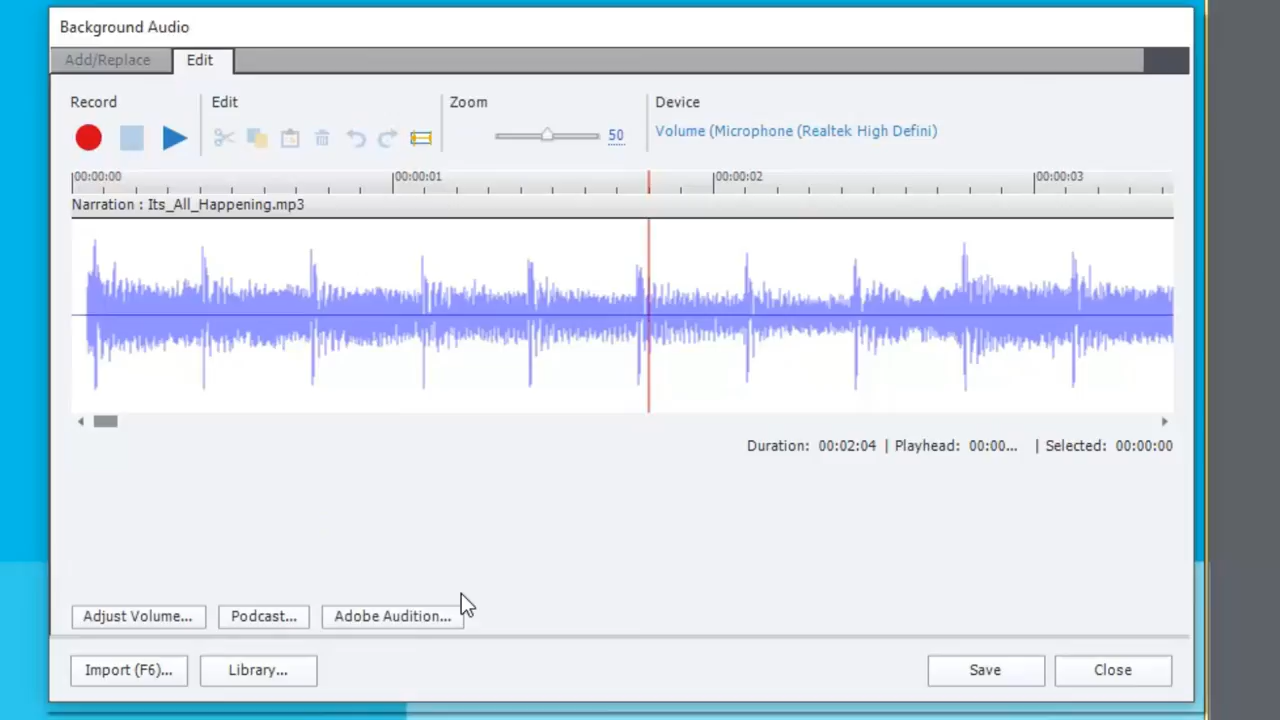 Background Audio
Add/Replace Edit
Record Edit Zoom Device
50 Volume (Microphone (Realtek High Defini)
00:00:00 00:00:01 00:00:02 00:00:03
Narration : Its_All_Happening.mp3
Duration: 00:02:04 | Playhead: 00:00... | Selected: 00:00:00
Adjust Volume... Podcast... Adobe Audition...
Import (F6)... Library... Save Close